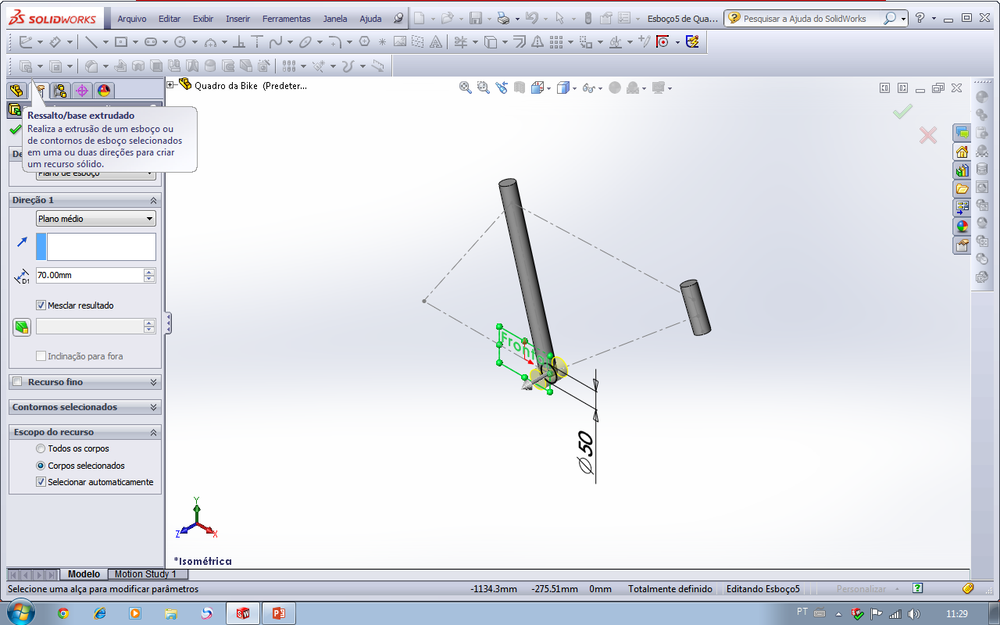 SOLIDWORKS
Arquivo Editar Exibir Inserir Ferramentas Janela Ajuda
Esboço5 de Qua...
Pesquisar a Ajuda do SolidWorks
Quadro da Bike (Predeter...
Ressalto/base extrudado
Realiza a extrusão de um esboço ou
de contornos de esboço selecionados
em uma ou duas direções para criar
um recurso sólido.
De
Plano de esboço
Direção 1
Plano médio
D1
70.00mm
Mesclar resultado
Inclinação para fora
Recurso fino
Contornos selecionados
Escopo do recurso
Todos os corpos
Corpos selecionados
Selecionar automaticamente
Fronta
Ø50
Y
Z
X
*Isométrica
Modelo Motion Study 1
Selecione uma alça para modificar parâmetros
-1134.3mm -275.51mm 0mm Totalmente definido Editando Esboço5 Personalizar
PT
11:29